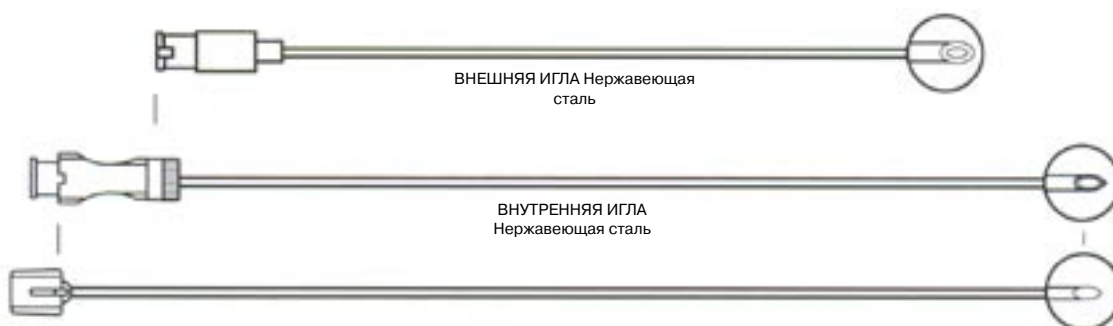 ВНЕШНЯЯ ИГЛА Нержавеющая
сталь
ВНУТРЕННЯЯ ИГЛА
Нержавеющая сталь